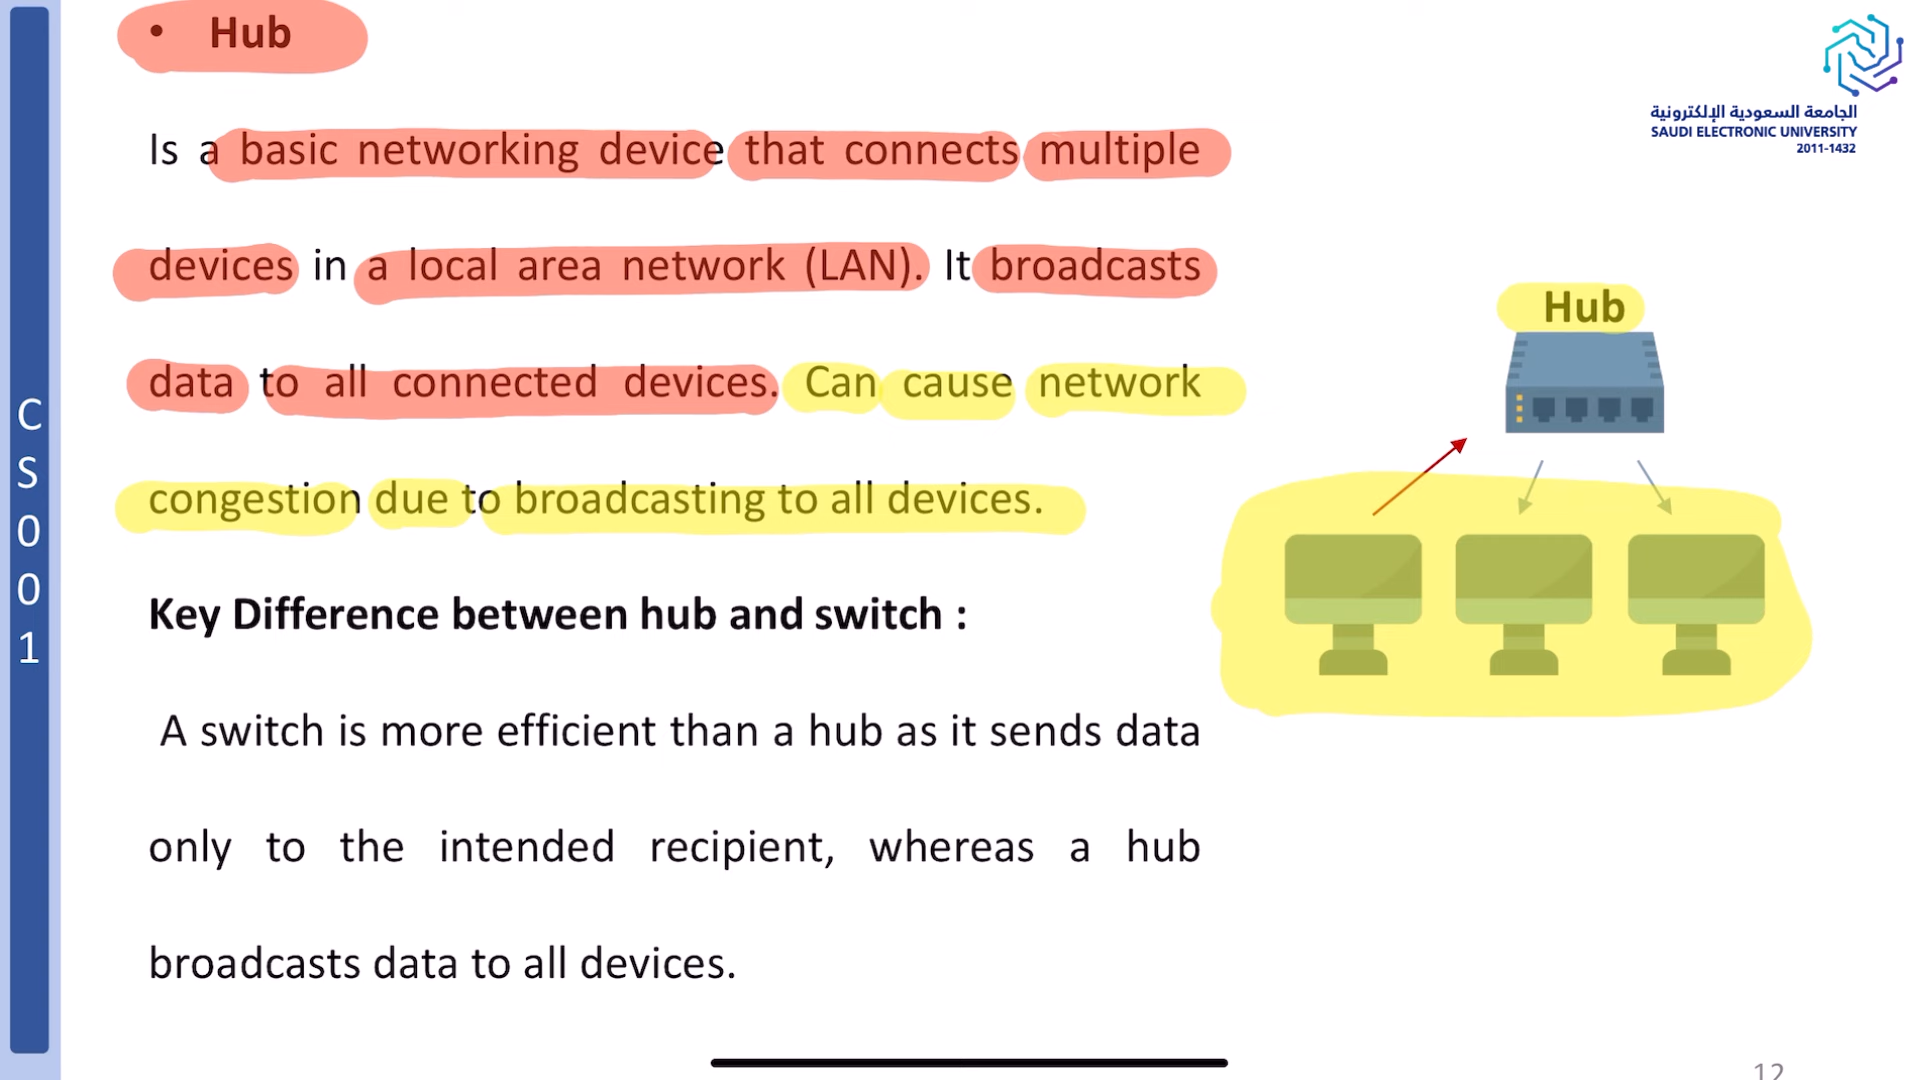 • Hub
Is a basic networking device that connects multiple
devices in a local area network (LAN). It broadcasts
data to all connected devices. Can cause network
congestion due to broadcasting to all devices.
Key Difference between hub and switch :
A switch is more efficient than a hub as it sends data
only to the intended recipient, whereas a hub
broadcasts data to all devices.
الجامعة السعودية الإلكترونية
SAUDI ELECTRONIC UNIVERSITY
2011-1432
Hub
C
S
0
0
1
12